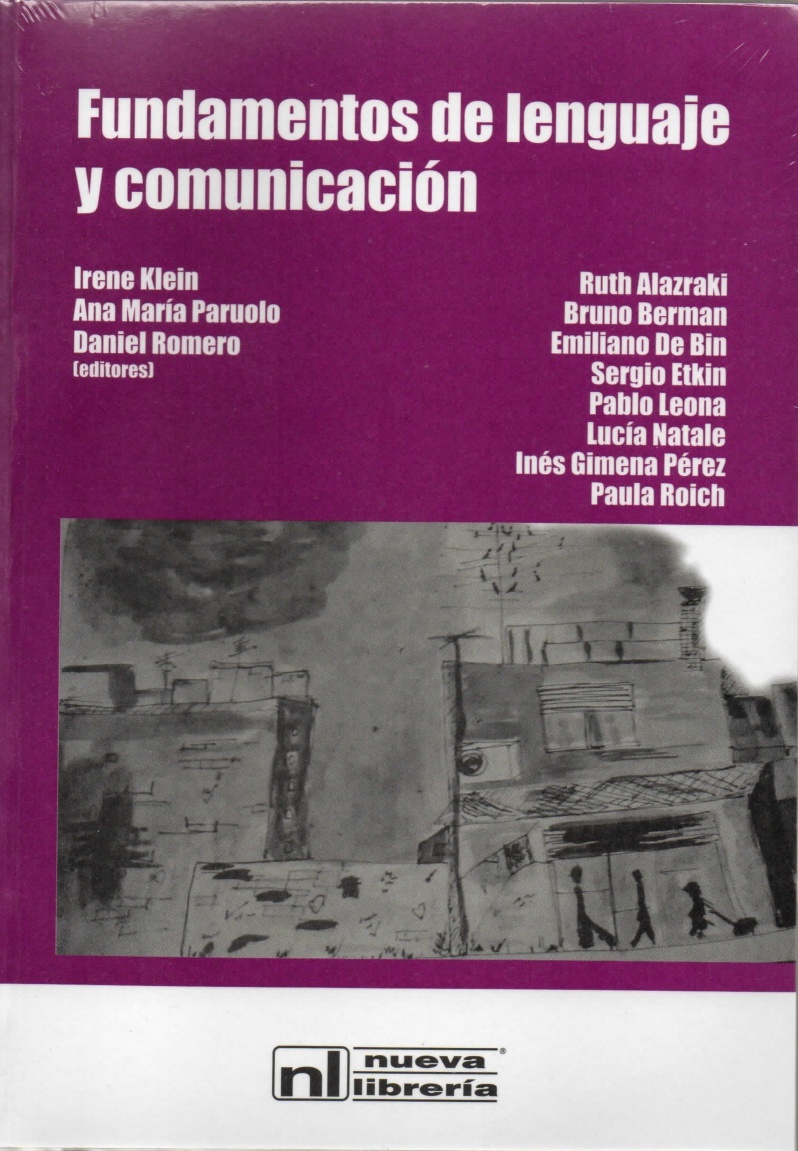 Fundamentos de lenguaje
y comunicación
Irene Klein
Ana María Paruolo
Daniel Romero
(editores)
Ruth Alazraki
Bruno Berman
Emiliano De Bin
Sergio Etkin
Pablo Leona
Lucía Natale
Inés Gimena Pérez
Paula Roich
nl nueva®
librería